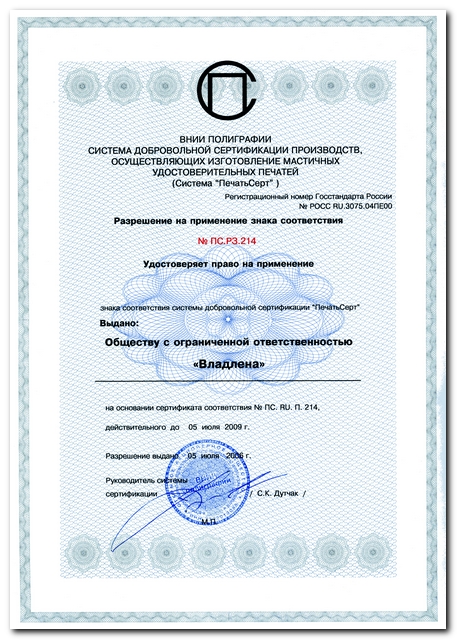 ПС
ВНИИ ПОЛИГРАФИИ
СИСТЕМА ДОБРОВОЛЬНОЙ СЕРТИФИКАЦИИ ПРОИЗВОДСТВ,
ОСУЩЕСТВЛЯЮЩИХ ИЗГОТОВЛЕНИЕ МАСТИЧНЫХ
УДОСТОВЕРИТЕЛЬНЫХ ПЕЧАТЕЙ
(Система "ПечатьСерт" )
Регистрационный номер Госстандарта России
№ РОСС RU.3075.04ПЕ00
Разрешение на применение знака соответствия
№ ПС.РЗ.214
Удостоверяет право на применение
знака соответствия системы добровольной сертификации "ПечатьСерт"
Выдано:
Обществу с ограниченной ответственностью
«Владлена»
на основании сертификата соответствия № ПС. RU. П. 214,
действительного до 05 июля 2009 г.
Разрешение выдано 05 июля 2006 г.
Руководитель системы
сертификации / С.К. Дутчак /
М.П.